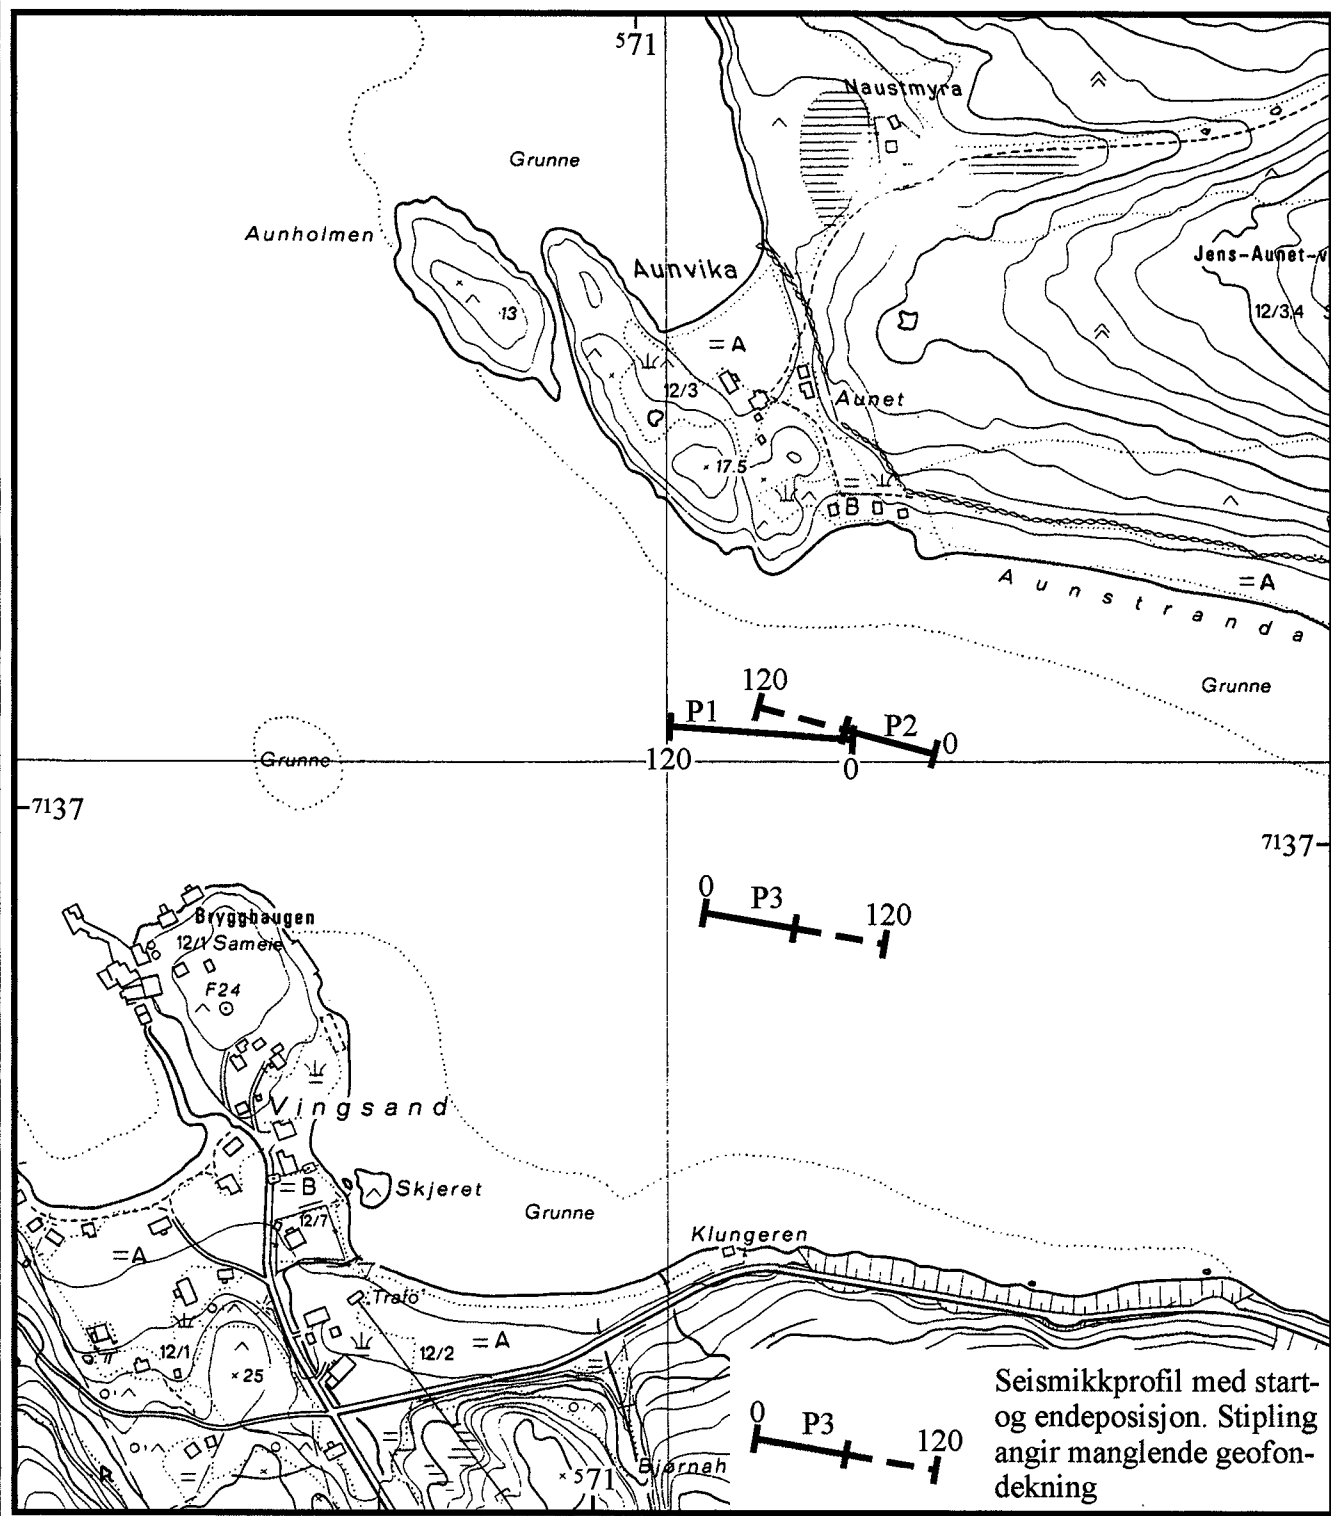 571
Naustmyra
Grunne
Aunholmen
Aunvika
Jens-Aunet-v
13
12/3,4
= A
12/3
Aunet
17.5
B
Aunstranda
= A
Grunne
120
P1
P2
0
Grunne
120
0
7137
7137
0
P3
120
Brygghaugen
12/1 Sameie
F24
Vingsand
= B
Skjeret
Grunne
12/7
Klungeren
= A
Trafo
12/1
12/2
= A
25
571
Bjørnah
0
P3
120
Seismikkprofil med start-
og endeposisjon. Stipling
angir manglende geofon-
dekning